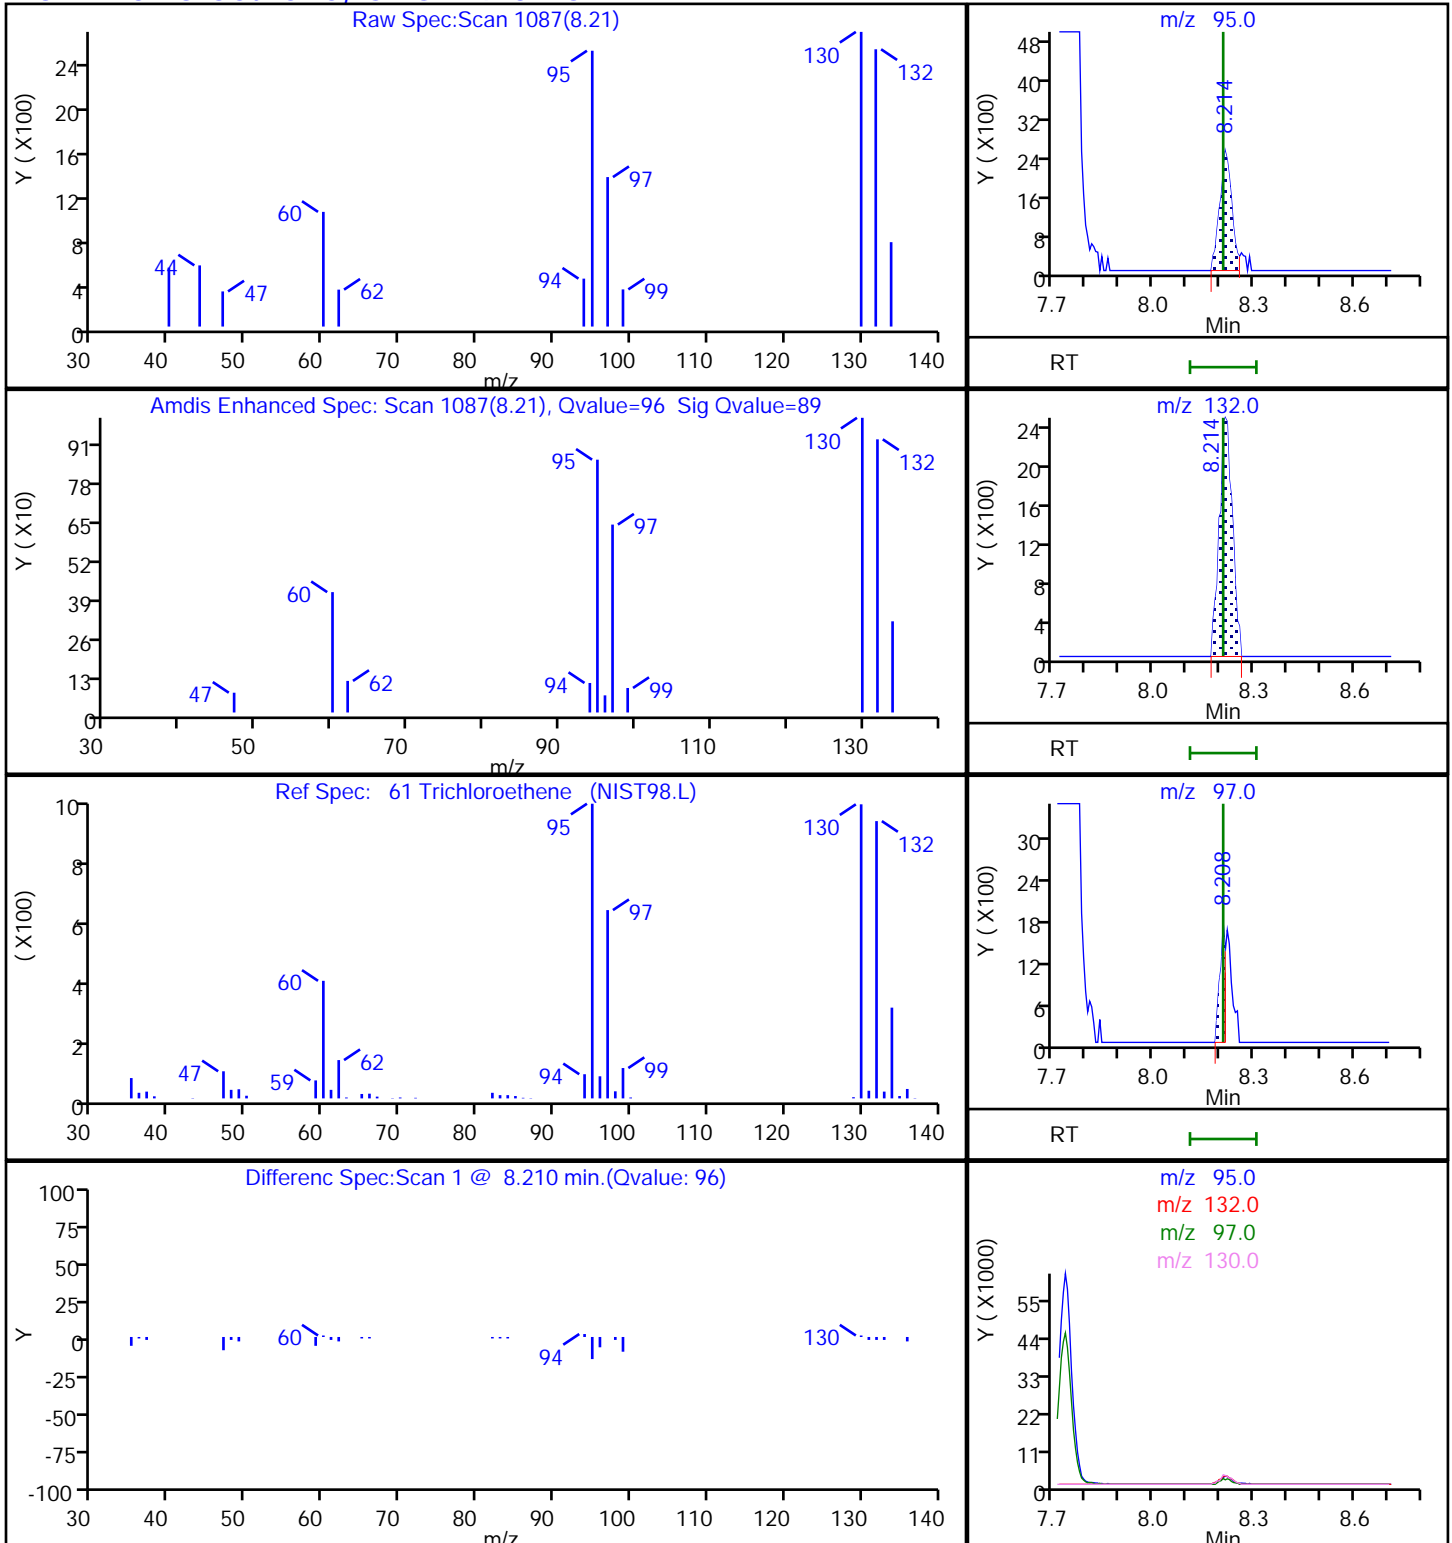 Raw Spec:Scan 1087(8.21)
Y ( X100)
24
20
16
12
8
4
0
44
47
60
62
94
95
97
99
130
132
30 40 50 60 70 80 90 100 110 120 130 140
m/z
m/z 95.0
Y ( X100)
48
40
32
24
16
8
0
8.214
7.7 8.0 8.3 8.6
Min
RT
Amdis Enhanced Spec: Scan 1087(8.21), Qvalue=96 Sig Qvalue=89
Y ( X10)
91
78
65
52
39
26
13
0
47
60
62
94
95
97
99
130
132
30 50 70 90 110 130
m/z
m/z 132.0
Y ( X100)
24
20
16
12
8
4
0
8.214
7.7 8.0 8.3 8.6
Min
RT
Ref Spec: 61 Trichloroethene (NIST98.L)
( X100)
10
8
6
4
2
0
47
59
60
62
94
95
97
99
130
132
30 40 50 60 70 80 90 100 110 120 130 140
m/z 97.0
Y ( X100)
30
24
18
12
6
0
8.208
7.7 8.0 8.3 8.6
Min
RT
Differenc Spec:Scan 1 @ 8.210 min.(Qvalue: 96)
Y
100
75
50
25
0
-25
-50
-75
-100
60
94
130
30 40 50 60 70 80 90 100 110 120 130 140
m/z
m/z 95.0
m/z 132.0
m/z 97.0
m/z 130.0
Y ( X1000)
55
44
33
22
11
0
7.7 8.0 8.3 8.6
Min